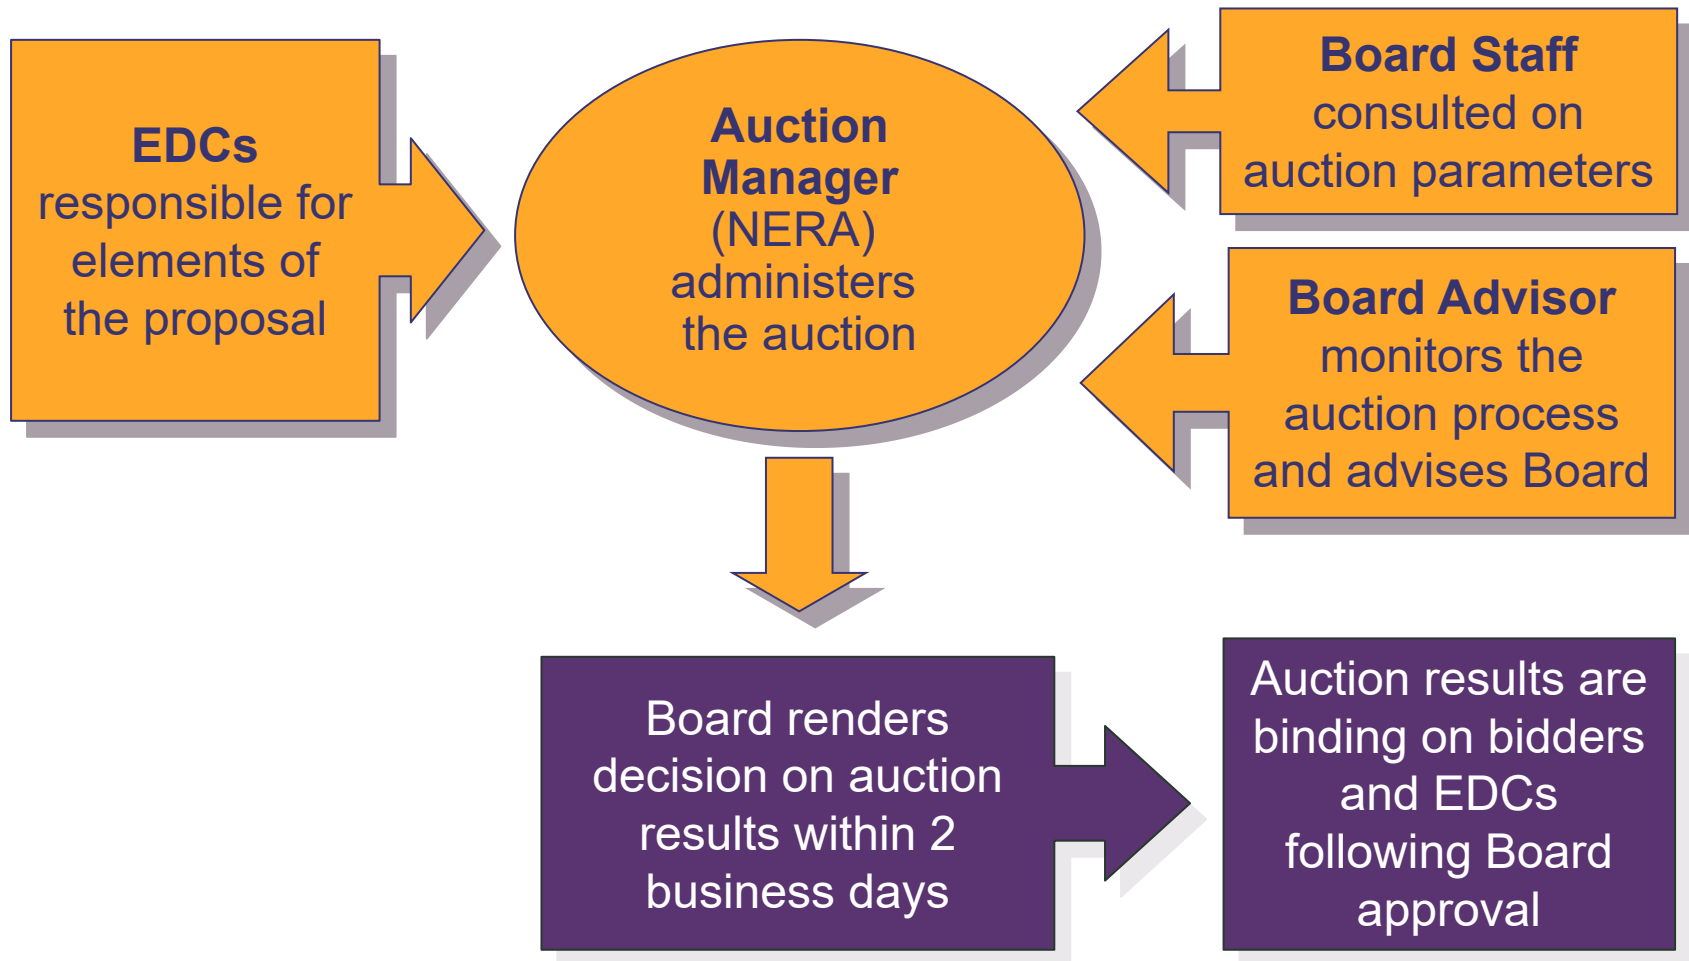 EDCs
responsible for
elements of
the proposal
Auction
Manager
(NERA)
administers
the auction
Board Staff
consulted on
auction parameters
Board Advisor
monitors the
auction process
and advises Board
Board renders
decision on auction
results within 2
business days
Auction results are
binding on bidders
and EDCs
following Board
approval